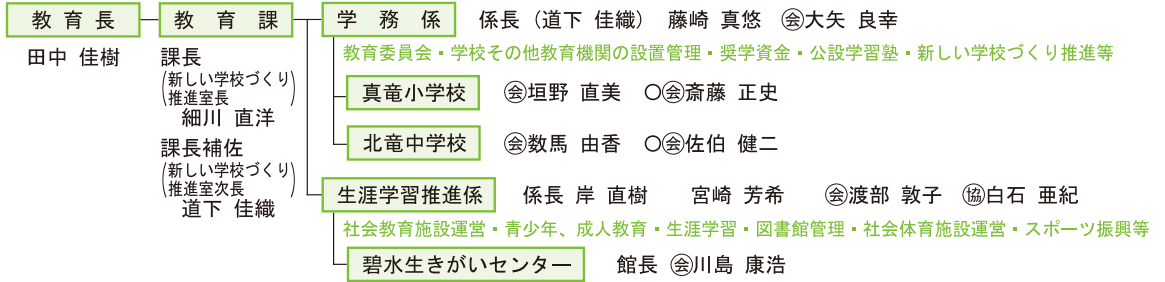 教育長 教育課 学務係 係長（道下 佳織） 藤崎 真悠 ㊓大矢 良幸
田中 佳樹
課長
(新しい学校づくり推進室長)
細川 直洋
課長補佐
(新しい学校づくり推進室次長)
道下 佳織
教育委員会・学校その他教育機関の設置管理・奨学資金・公設学習塾・新しい学校づくり推進等
真竜小学校 会垣野 直美 〇会斎藤 正史
北竜中学校 会数馬 由香 〇会佐伯 健二
生涯学習推進係 係長 岸 直樹 宮崎 芳希 会渡部 敦子 協白石 亜紀
社会教育施設運営・青少年、成人教育・生涯学習・図書館管理・社会体育施設運営・スポーツ振興等
碧水生きがいセンター 館長 会川島 康浩